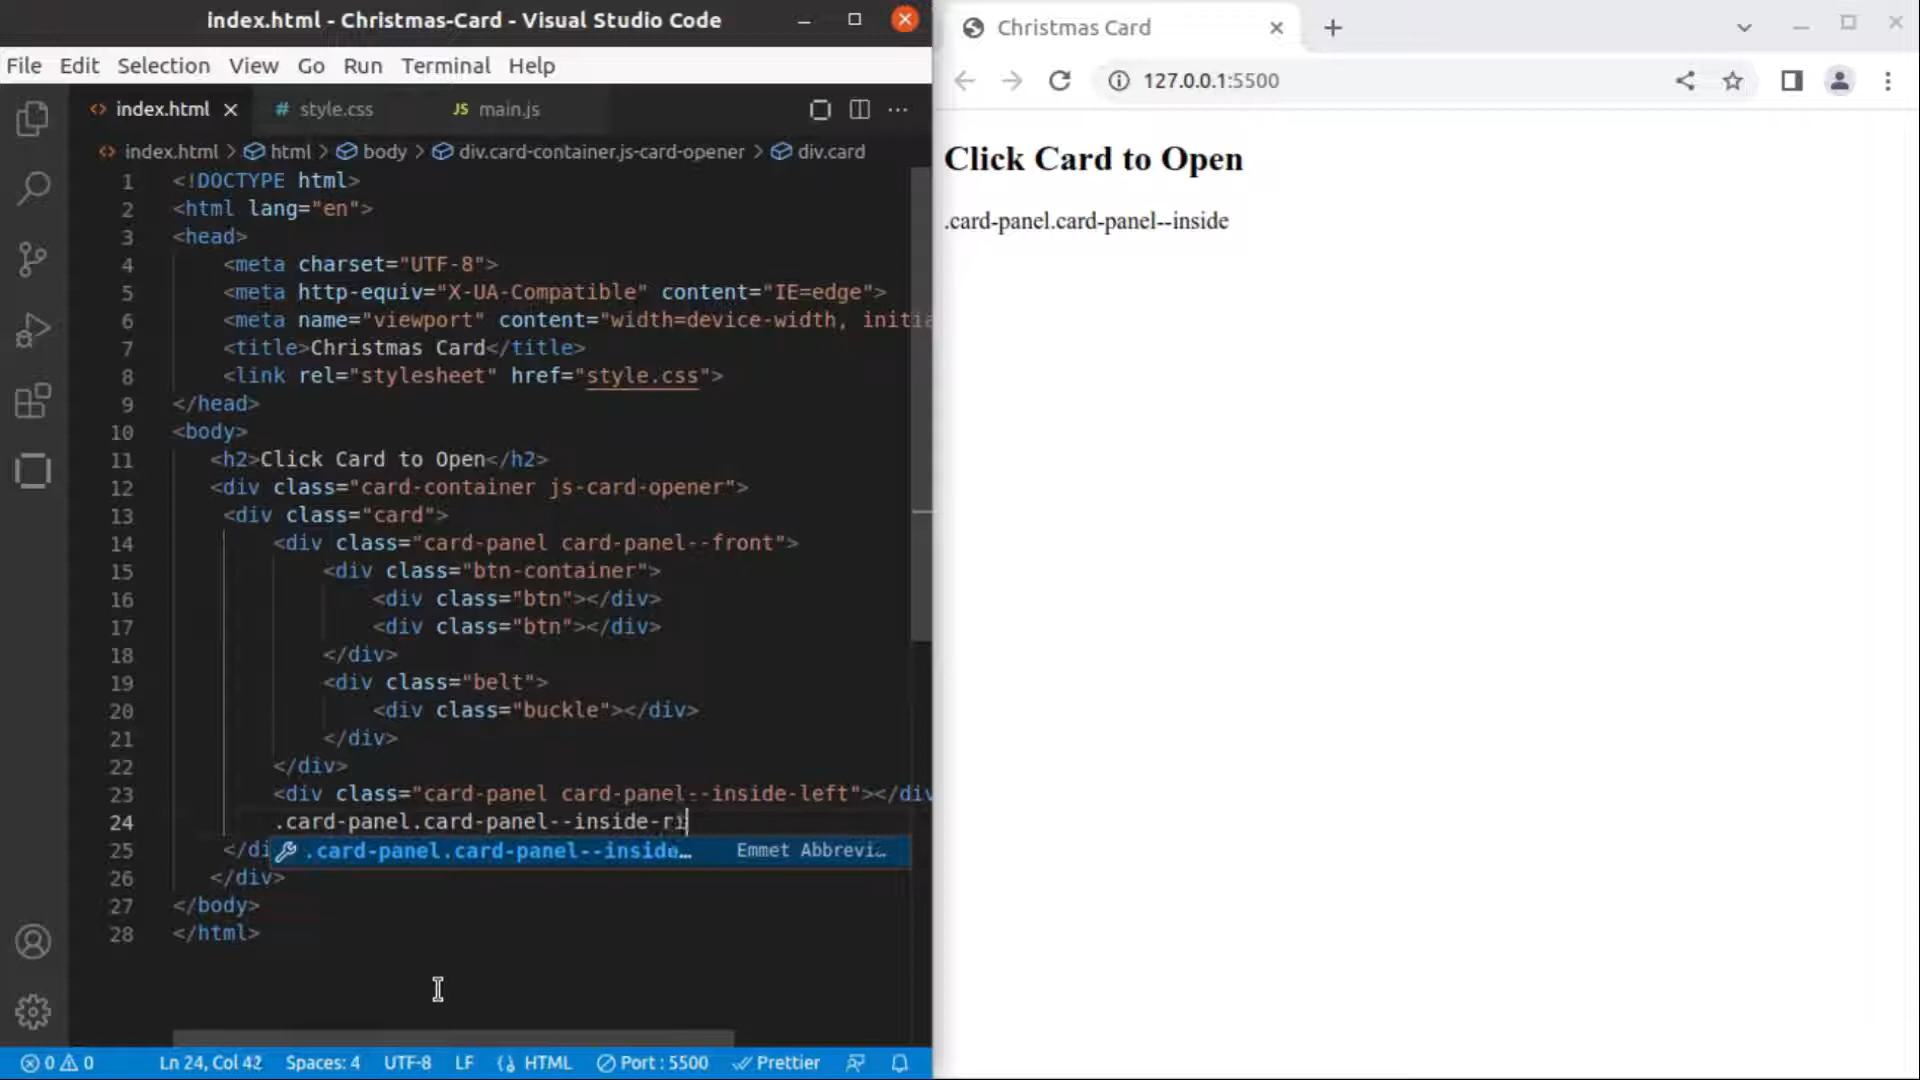 index.html - Christmas-Card - Visual Studio Code
File Edit Selection View Go Run Terminal Help
<> index.html # style.css JS main.js
<> index.html > html > body > div.card-container.js-card-opener > div.card
1 <!DOCTYPE html>
2 <html lang="en">
3 <head>
4 <meta charset="UTF-8">
5 <meta http-equiv="X-UA-Compatible" content="IE=edge">
6 <meta name="viewport" content="width=device-width, initia
7 <title>Christmas Card</title>
8 <link rel="stylesheet" href="style.css">
9 </head>
10 <body>
11 <h2>Click Card to Open</h2>
12 <div class="card-container js-card-opener">
13 <div class="card">
14 <div class="card-panel card-panel--front">
15 <div class="btn-container">
16 <div class="btn"></div>
17 <div class="btn"></div>
18 </div>
19 <div class="belt">
20 <div class="buckle"></div>
21 </div>
22 </div>
23 <div class="card-panel card-panel--inside-left"></div
24 .card-panel.card-panel--inside-ri
25 </di
.card-panel.card-panel--inside… Emmet Abbrevi…
26 </div>
27 </body>
28 </html>
0 0 Ln 24, Col 42 Spaces: 4 UTF-8 LF HTML Port : 5500 Prettier
Christmas Card
127.0.0.1:5500
Click Card to Open
.card-panel.card-panel--inside